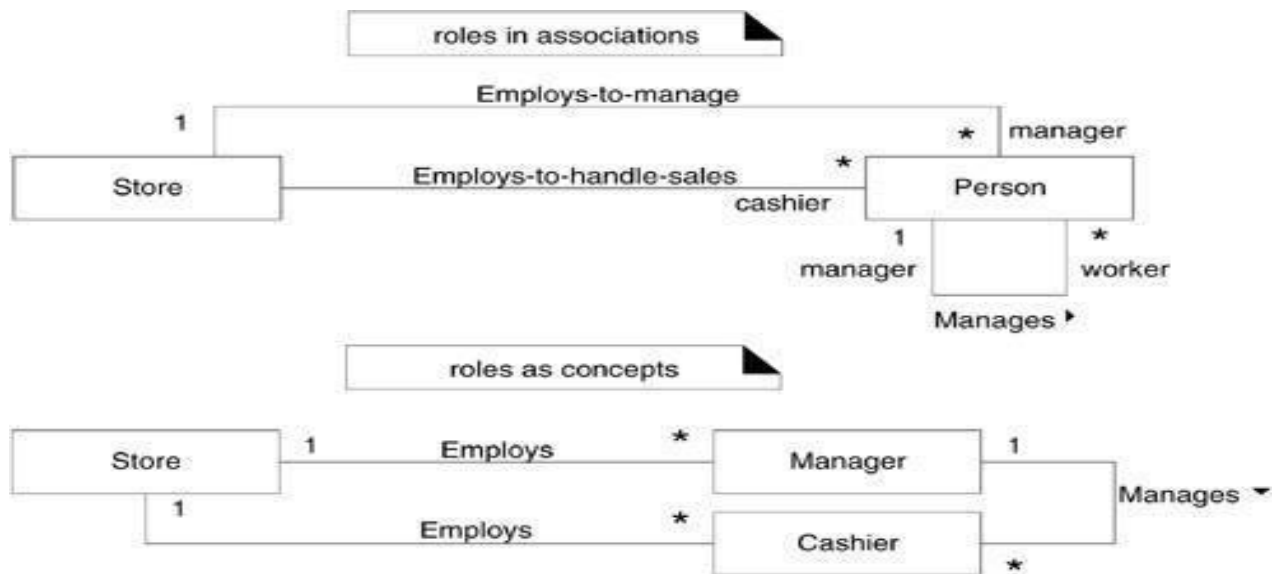 roles in associations
Employs-to-manage
1
* manager
Store
Employs-to-handle-sales
*
cashier
Person
1 *
manager worker
Manages
roles as concepts
Store
1 Employs *
Manager
1
Manages
1
Employs *
Cashier
*